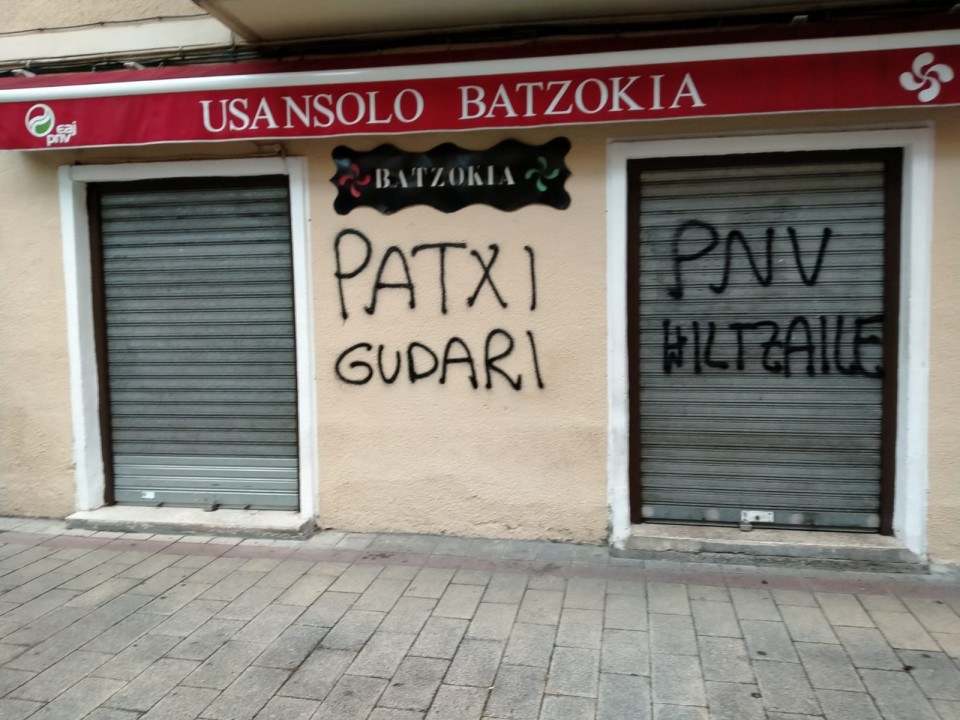 USANSOLO BATZOKIA
eaj
pnv
BATZOKIA
PATXI
GUDARI
PNV
HILTZAILE